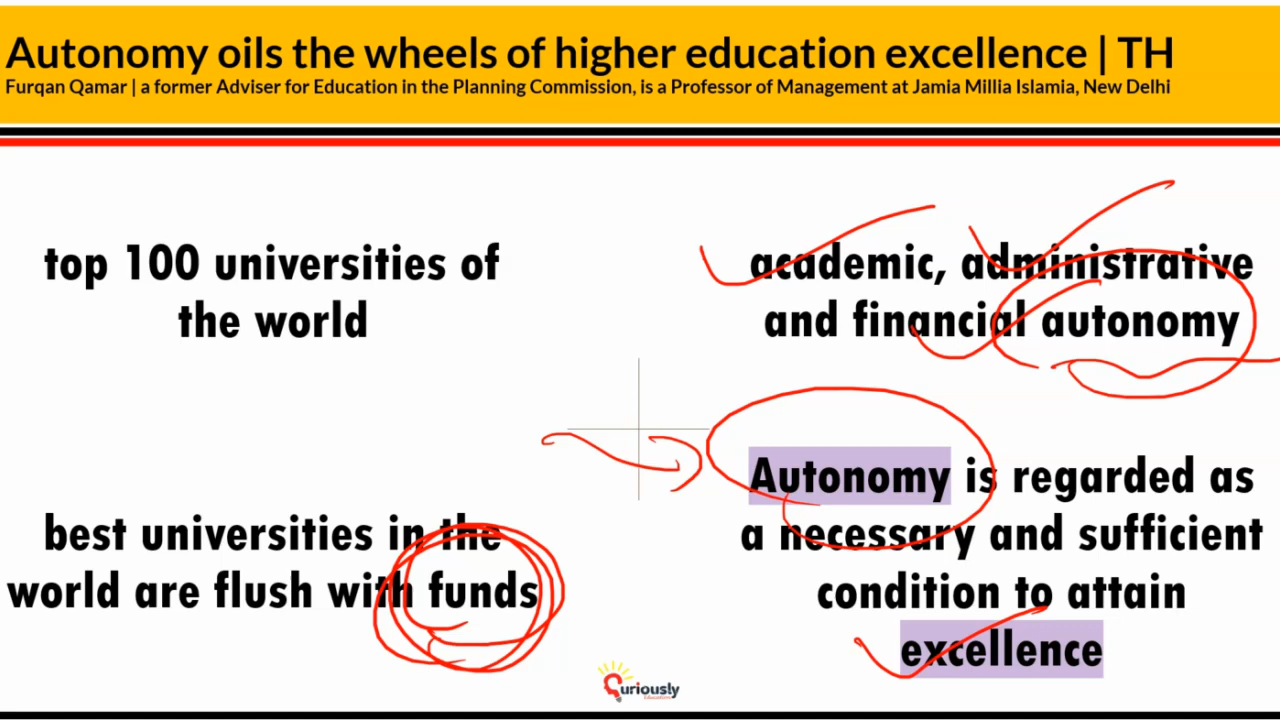 Autonomy oils the wheels of higher education excellence | TH
Furqan Qamar | a former Adviser for Education in the Planning Commission, is a Professor of Management at Jamia Millia Islamia, New Delhi
top 100 universities of
the world
academic, administrative
and financial autonomy
best universities in the
world are flush with funds
Autonomy is regarded as
a necessary and sufficient
condition to attain
excellence
Curiously
Education